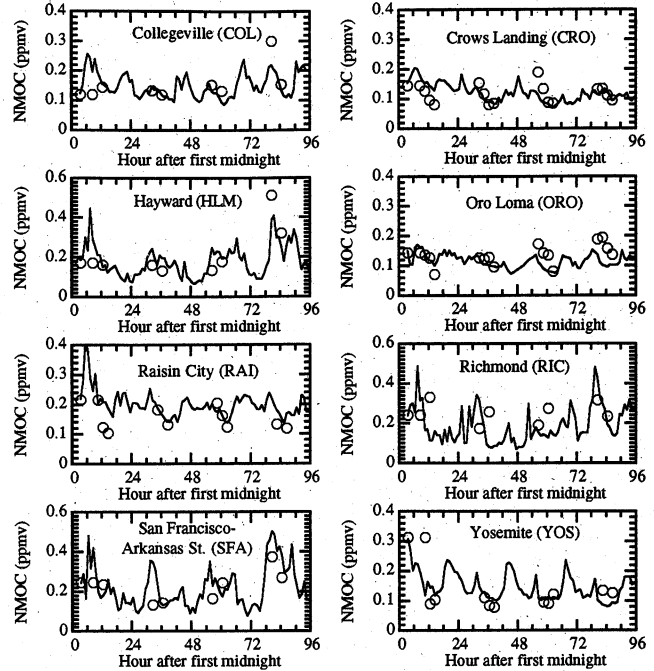 0.4
0.3
0.2
0.1
0
NMOC (ppmv)
Collegeville (COL)
0 24 48 72 96
Hour after first midnight
0.4
0.3
0.2
0.1
0
NMOC (ppmv)
Crows Landing (CRO)
0 24 48 72 96
Hour after first midnight
0.6
0.4
0.2
0
NMOC (ppmv)
Hayward (HLM)
0 24 48 72 96
Hour after first midnight
0.4
0.3
0.2
0.1
0
NMOC (ppmv)
Oro Loma (ORO)
0 24 48 72 96
Hour after first midnight
0.4
0.3
0.2
0.1
0
NMOC (ppmv)
Raisin City (RAI)
0 24 48 72 96
Hour after first midnight
0.6
0.4
0.2
0
NMOC (ppmv)
Richmond (RIC)
0 24 48 72 96
Hour after first midnight
0.6
0.4
0.2
0
NMOC (ppmv)
San Francisco-
Arkansas St. (SFA)
0 24 48 72 96
Hour after first midnight
0.4
0.3
0.2
0.1
0
NMOC (ppmv)
Yosemite (YOS)
0 24 48 72 96
Hour after first midnight